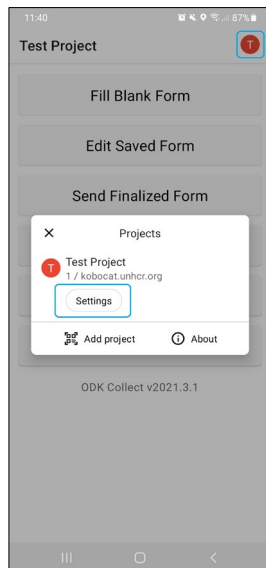 11:40
87%
Test Project
T
Fill Blank Form
Edit Saved Form
Send Finalized Form
Projects
T
Test Project
1 / kobocat.unhcr.org
Settings
Add project
About
ODK Collect v2021.3.1